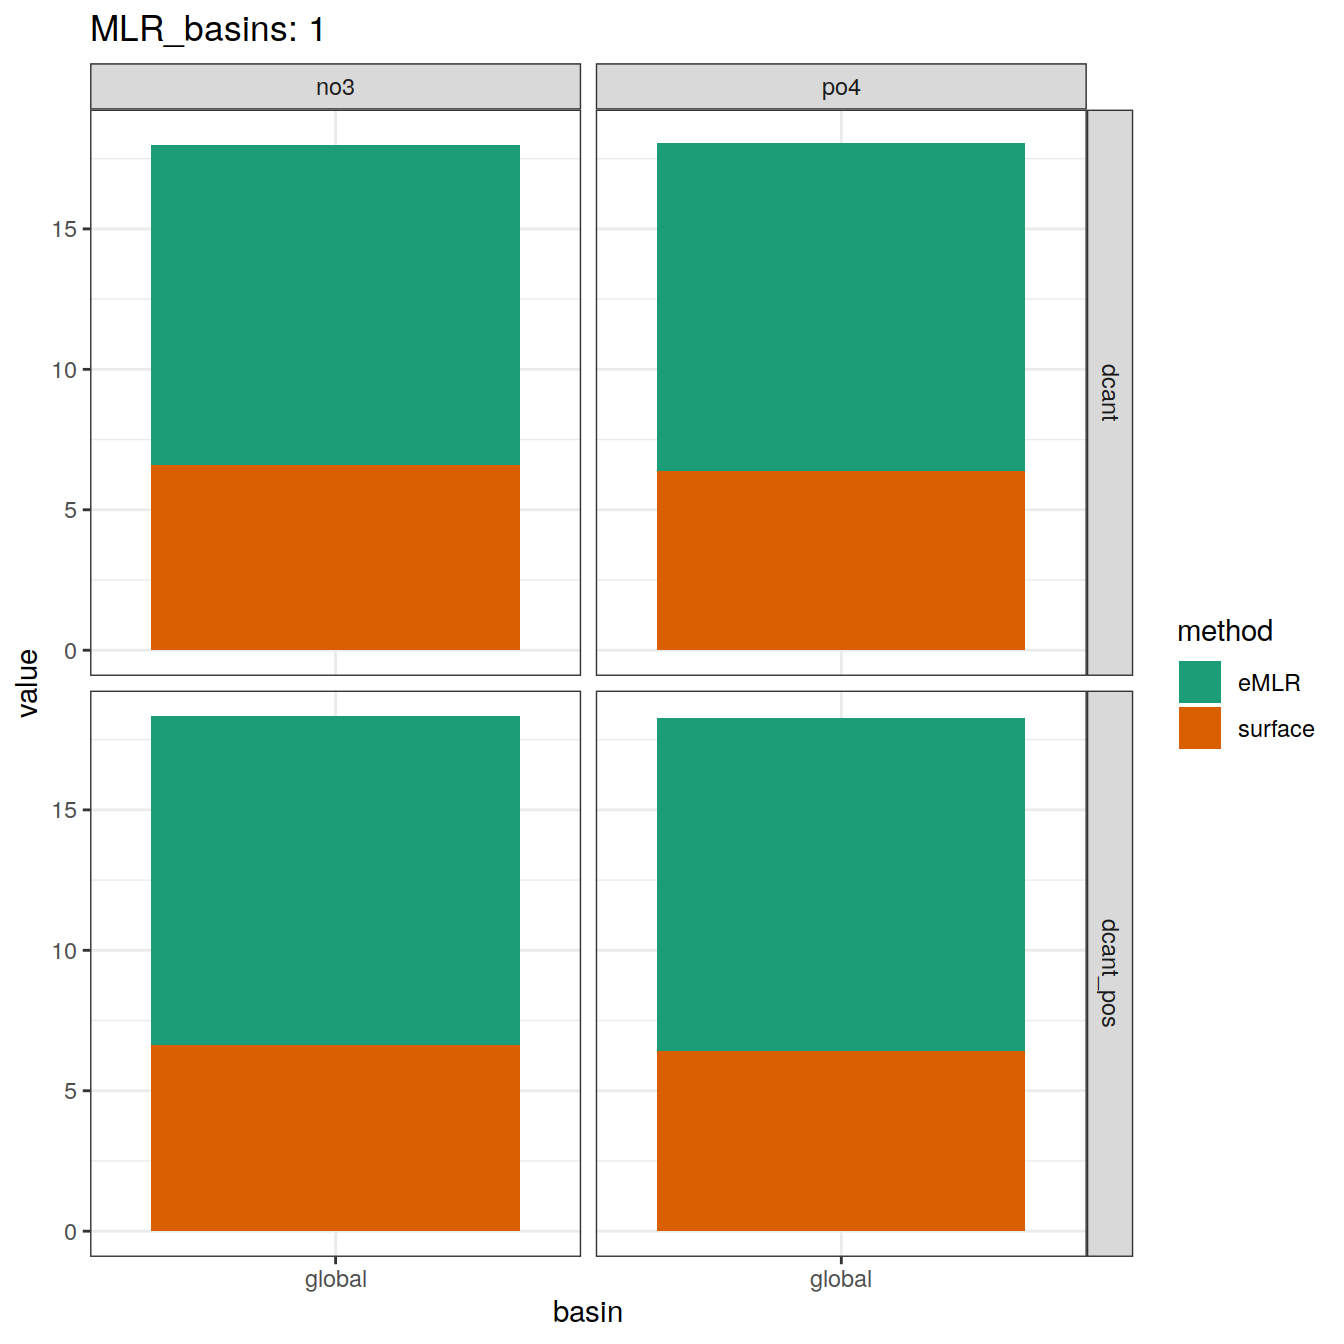 MLR_basins: 1
no3
po4
15
10
5
0
dcant
15
10
5
0
dcant_pos
value
global
global
basin
method
eMLR
surface